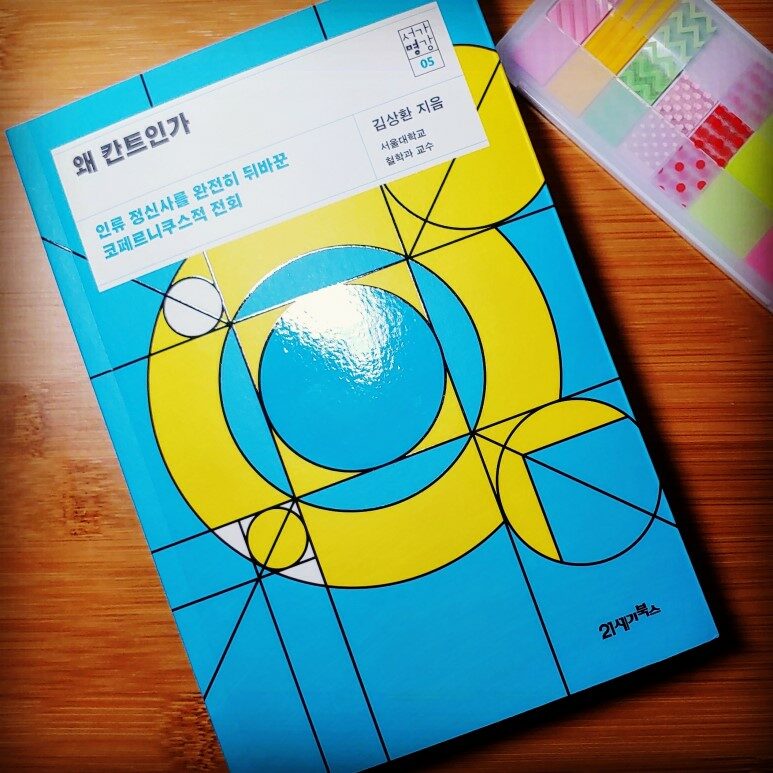 서가
명강
05
왜 칸트인가
인류 정신사를 완전히 뒤바꾼
코페르니쿠스적 전회
김상환 지음
서울대학교
철학과 교수
21세기북스